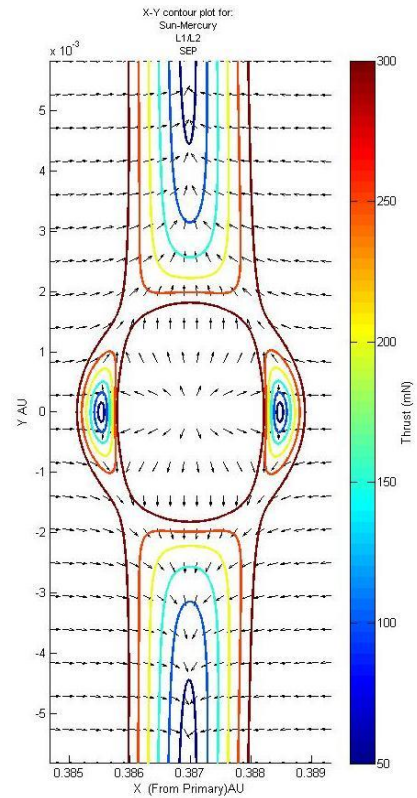 X-Y contour plot for:
Sun-Mercury
L1/L2
SEP
x 10⁻³
5
4
3
2
1
0
-1
-2
-3
-4
-5
Y AU
0.385 0.386 0.387 0.388 0.389
X (From Primary)AU
300
250
200
150
100
50
Thrust (mN)